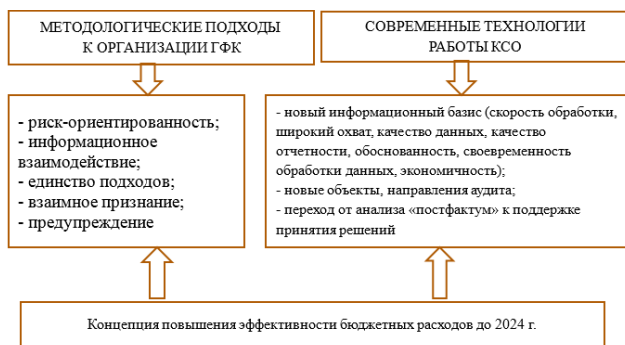 МЕТОДОЛОГИЧЕСКИЕ ПОДХОДЫ
К ОРГАНИЗАЦИИ ГФК
СОВРЕМЕННЫЕ ТЕХНОЛОГИИ
РАБОТЫ КСО
- риск-ориентированность;
- информационное
взаимодействие;
- единство подходов;
- взаимное признание;
- предупреждение
- новый информационный базис (скорость обработки,
широкий охват, качество данных, качество
отчетности, обоснованность, своевременность
обработки данных, экономичность);
- новые объекты, направления аудита;
- переход от анализа «постфактум» к поддержке
принятия решений
Концепция повышения эффективности бюджетных расходов до 2024 г.